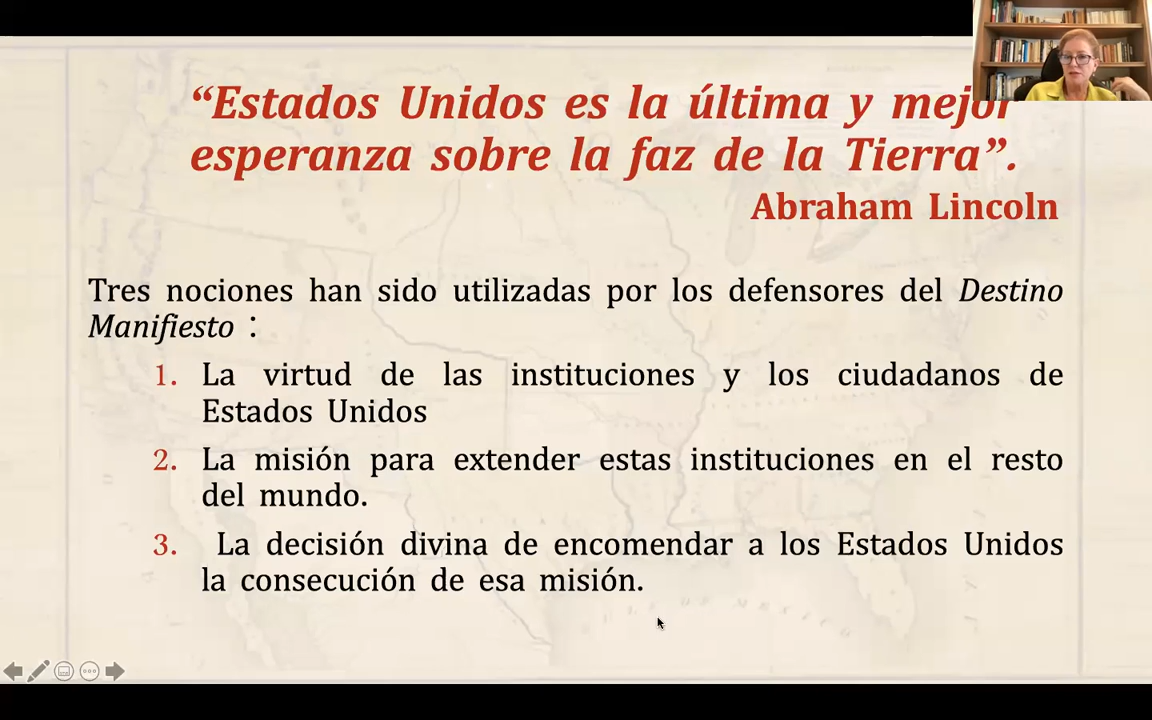 “Estados Unidos es la última y mejor
esperanza sobre la faz de la Tierra”.
Abraham Lincoln
Tres nociones han sido utilizadas por los defensores del Destino
Manifiesto :
1. La virtud de las instituciones y los ciudadanos de
Estados Unidos
2. La misión para extender estas instituciones en el resto
del mundo.
3. La decisión divina de encomendar a los Estados Unidos
la consecución de esa misión.